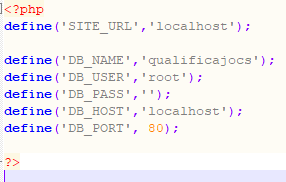 <?php
define('SITE_URL','localhost');
define('DB_NAME','qualificajocs');
define('DB_USER','root');
define('DB_PASS','');
define('DB_HOST','localhost');
define('DB_PORT', 80);
?>